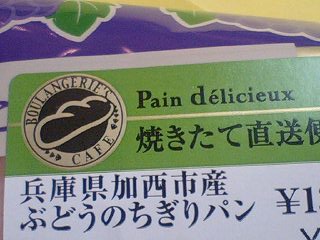 BOULANGERIE'S
CAFE
Pain délicieux
焼きたて直送便
兵庫県加西市産
ぶどうのちぎりパン